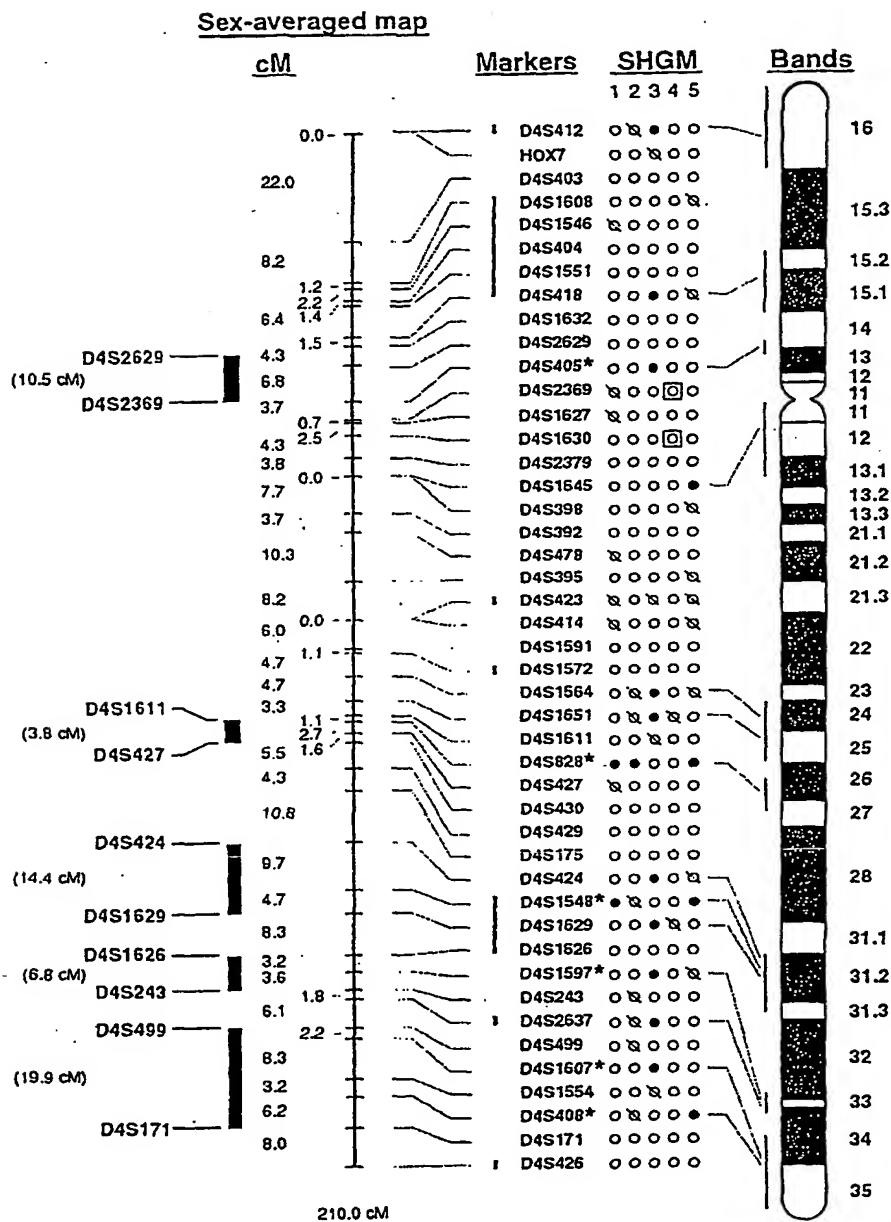 Sex-averaged map
cM Markers SHGM Bands
1 2 3 4 5
0.0 D4S412 16
HOX7
22.0 D4S403
D4S1608 15.3
D4S1546
8.2 D4S404 15.2
D4S1551
1.2 D4S418 15.1
2.2
6.4 1.4 D4S1632 14
1.5 D4S2629
D4S2629 4.3 13
(10.5 cM) 6.8 D4S405* 12
D4S2369 3.7 D4S2369 11
0.7 D4S1627 11
2.5 D4S1630 12
4.3
3.8 D4S2379 13.1
0.0 D4S1645
7.7 D4S398 13.2
13.3
3.7 D4S392 21.1
10.3 D4S478 21.2
D4S395
8.2 D4S423 21.3
0.0 D4S414
6.0
1.1 D4S1591 22
4.7 D4S1572
4.7 D4S1564 23
3.3 D4S1651 24
D4S1611 1.1 D4S1611
(3.8 cM) 2.7 25
D4S427 5.5 1.6 D4S828*
4.3 D4S427 26
10.8 D4S430 27
D4S429
D4S424 D4S175
(14.4 cM) 9.7 D4S424 28
4.7 D4S1548*
D4S1629 8.3 D4S1629 31.1
D4S1626 3.2 D4S1626
(6.8 cM) 3.6 D4S1597* 31.2
D4S243 1.8 D4S243 31.3
6.1 D4S2637
D4S499 2.2 D4S499 32
8.3 D4S1607*
(19.9 cM) 3.2 D4S1554 33
6.2 D4S408* 34
D4S171 8.0 D4S171
D4S426 35
210.0 cM